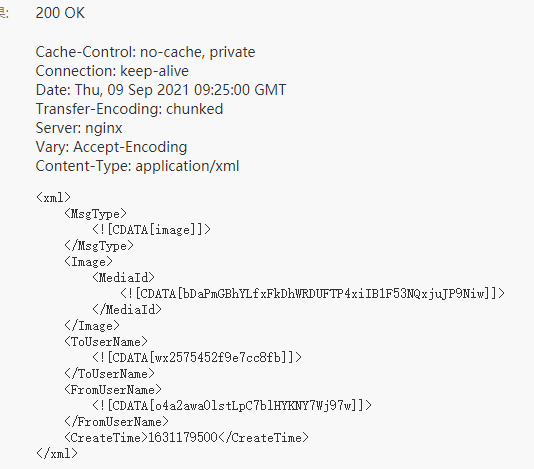 果: 200 OK
Cache-Control: no-cache, private
Connection: keep-alive
Date: Thu, 09 Sep 2021 09:25:00 GMT
Transfer-Encoding: chunked
Server: nginx
Vary: Accept-Encoding
Content-Type: application/xml
<xml>
<MsgType>
<![CDATA[image]]>
</MsgType>
<Image>
<MediaId>
<![CDATA[bDaPmGBhYLfxFkDhWRDUFTP4xiIB1F53NQxjuJP9Niw]]>
</MediaId>
</Image>
<ToUserName>
<![CDATA[wx2575452f9e7cc8fb]]>
</ToUserName>
<FromUserName>
<![CDATA[o4a2awa0lstLpC7blHYKNY7Wj97w]]>
</FromUserName>
<CreateTime>1631179500</CreateTime>
</xml>